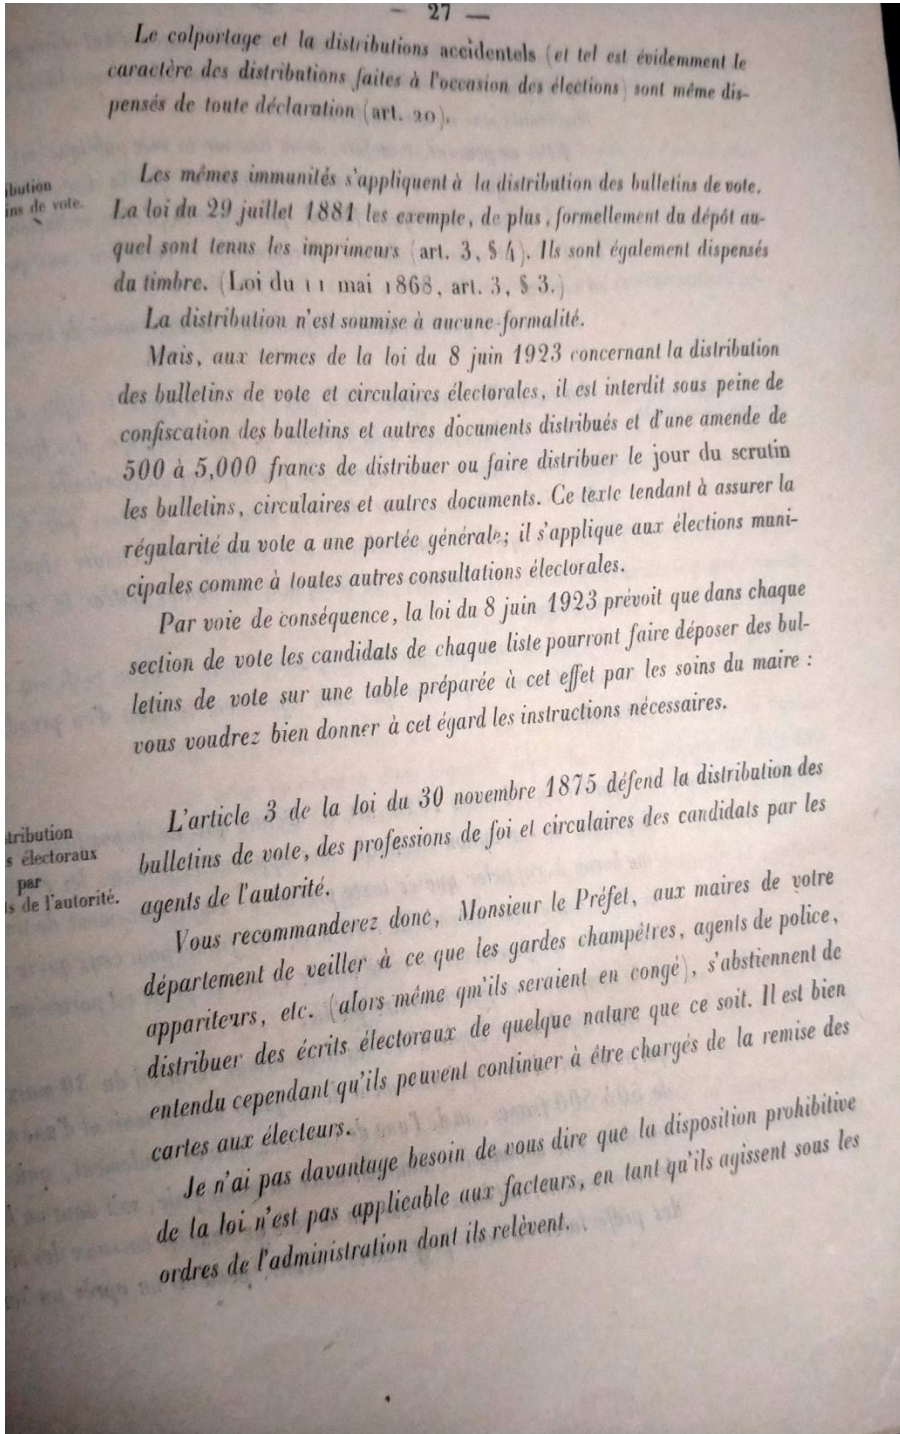 — 27 —
Le colportage et la distributions accidentels (et tel est évidemment le
caractère des distributions faites à l'occasion des élections) sont même dis-
pensés de toute déclaration (art. 20).
ibution
ins de vote.
Les mêmes immunités s'appliquent à la distribution des bulletins de vote.
La loi du 29 juillet 1881 les exempte, de plus, formellement du dépôt au-
quel sont tenus les imprimeurs (art. 3, § 4). Ils sont également dispensés
du timbre. (Loi du 11 mai 1868, art. 3, § 3.)
La distribution n'est soumise à aucune formalité.
Mais, aux termes de la loi du 8 juin 1923 concernant la distribution
des bulletins de vote et circulaires électorales, il est interdit sous peine de
confiscation des bulletins et autres documents distribués et d'une amende de
500 à 5,000 francs de distribuer ou faire distribuer le jour du scrutin
les bulletins, circulaires et autres documents. Ce texte tendant à assurer la
régularité du vote a une portée générale; il s'applique aux élections muni-
cipales comme à toutes autres consultations électorales.
Par voie de conséquence, la loi du 8 juin 1923 prévoit que dans chaque
section de vote les candidats de chaque liste pourront faire déposer des bul-
letins de vote sur une table préparée à cet effet par les soins du maire :
vous voudrez bien donner à cet égard les instructions nécessaires.
tribution
s électoraux
par
ts de l'autorité.
L'article 3 de la loi du 30 novembre 1875 défend la distribution des
bulletins de vote, des professions de foi et circulaires des candidats par les
agents de l'autorité.
Vous recommanderez donc, Monsieur le Préfet, aux maires de votre
département de veiller à ce que les gardes champêtres, agents de police,
appariteurs, etc. (alors même qm'ils seraient en congé), s'abstiennent de
distribuer des écrits électoraux de quelque nature que ce soit. Il est bien
entendu cependant qu'ils peuvent continuer à être chargés de la remise des
cartes aux électeurs.
Je n'ai pas davantage besoin de vous dire que la disposition prohibitive
de la loi n'est pas applicable aux facteurs, en tant qu'ils agissent sous les
ordres de l'administration dont ils relèvent.